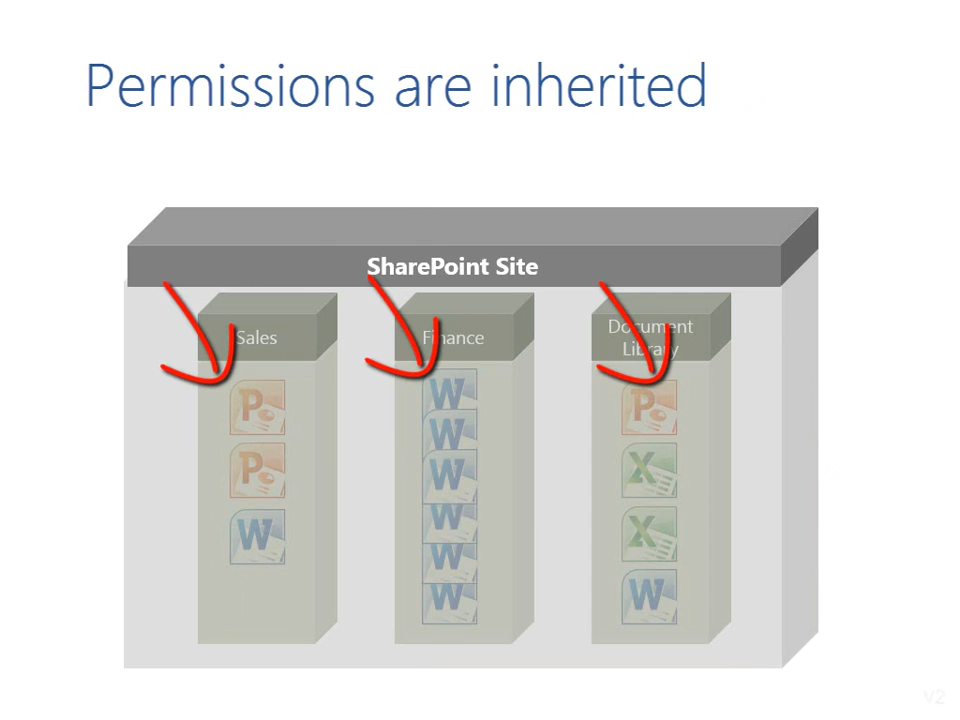 Permissions are inherited
SharePoint Site
Sales
Finance
Document
Library
P
P
W
W
W
W
W
W
W
P
X
X
W
V2